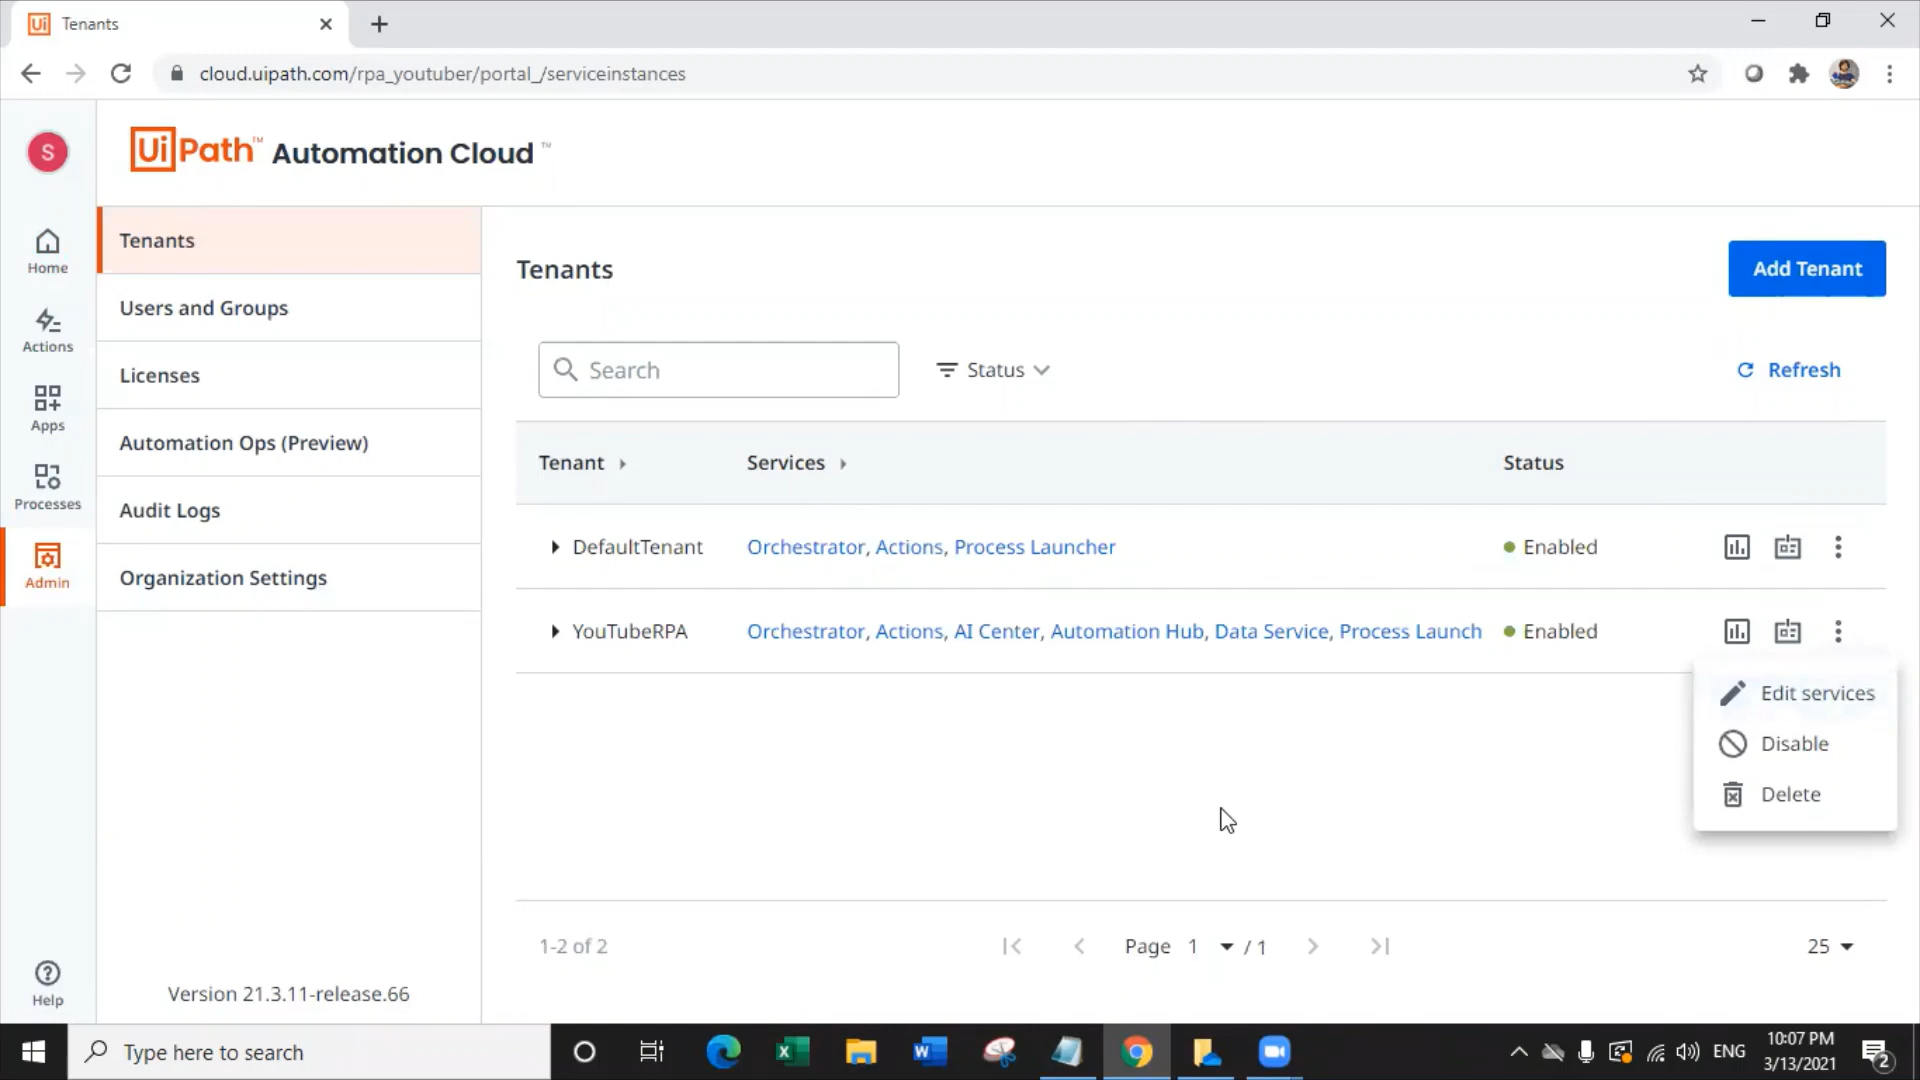 Tenants
cloud.uipath.com/rpa_youtuber/portal_/serviceinstances
S
UiPath™ Automation Cloud ™
Home
Actions
Apps
Processes
Admin
Help
Tenants
Users and Groups
Licenses
Automation Ops (Preview)
Audit Logs
Organization Settings
Version 21.3.11-release.66
Tenants
Add Tenant
Search
Status
Refresh
Tenant
Services
Status
DefaultTenant
Orchestrator, Actions, Process Launcher
Enabled
YouTubeRPA
Orchestrator, Actions, AI Center, Automation Hub, Data Service, Process Launch
Enabled
Edit services
Disable
Delete
1-2 of 2
Page 1 / 1
25
Type here to search
ENG
10:07 PM
3/13/2021
2